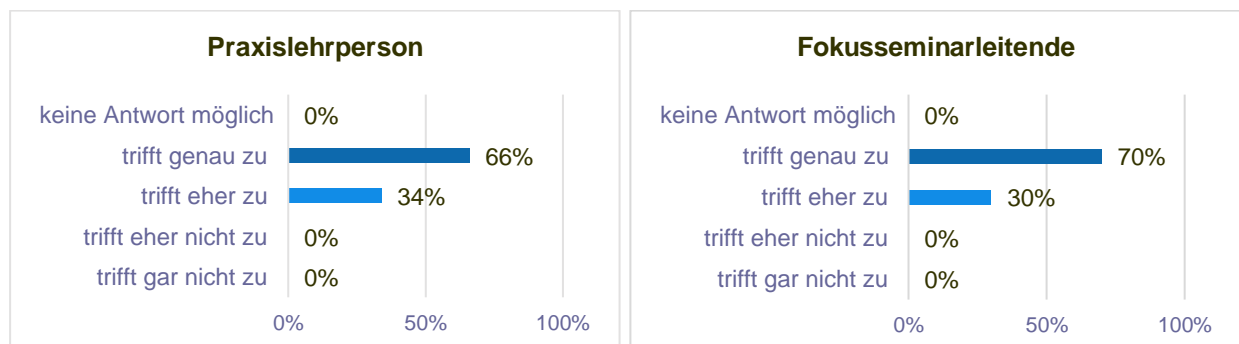 Praxislehrperson
keine Antwort möglich 0%
trifft genau zu 66%
trifft eher zu 34%
trifft eher nicht zu 0%
trifft gar nicht zu 0%
0% 50% 100%
Fokusseminarleitende
keine Antwort möglich 0%
trifft genau zu 70%
trifft eher zu 30%
trifft eher nicht zu 0%
trifft gar nicht zu 0%
0% 50% 100%